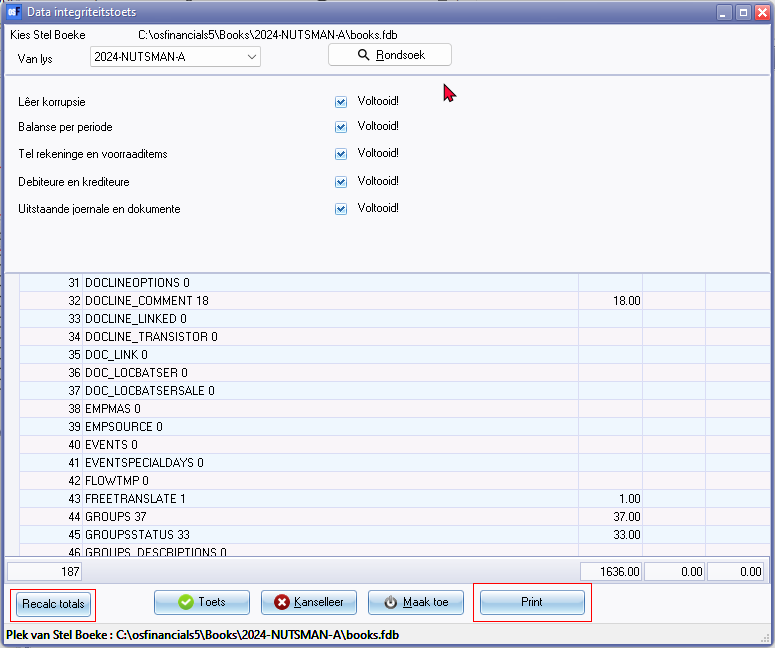 Data integriteitstoets
Kies Stel Boeke C:\osfinancials5\Books\2024-NUTSMAN-A\books.fdb
Van lys 2024-NUTSMAN-A Rondsoek
Lêer korrupsie Voltooid!
Balanse per periode Voltooid!
Tel rekeninge en voorraaditems Voltooid!
Debiteure en krediteure Voltooid!
Uitstaande joernale en dokumente Voltooid!
31 DOCLINEOPTIONS 0
32 DOCLINE_COMMENT 18 18.00
33 DOCLINE_LINKED 0
34 DOCLINE_TRANSISTOR 0
35 DOC_LINK 0
36 DOC_LOCBATSER 0
37 DOC_LOCBATSERSALE 0
38 EMPMAS 0
39 EMPSOURCE 0
40 EVENTS 0
41 EVENTSPECIALDAYS 0
42 FLOWTMP 0
43 FREETRANSLATE 1 1.00
44 GROUPS 37 37.00
45 GROUPSSTATUS 33 33.00
46 GROUPS_DESCRIPTIONS 0
187 1636.00 0.00 0.00
Recalc totals Toets Kanselleer Maak toe Print
Plek van Stel Boeke : C:\osfinancials5\Books\2024-NUTSMAN-A\books.fdb